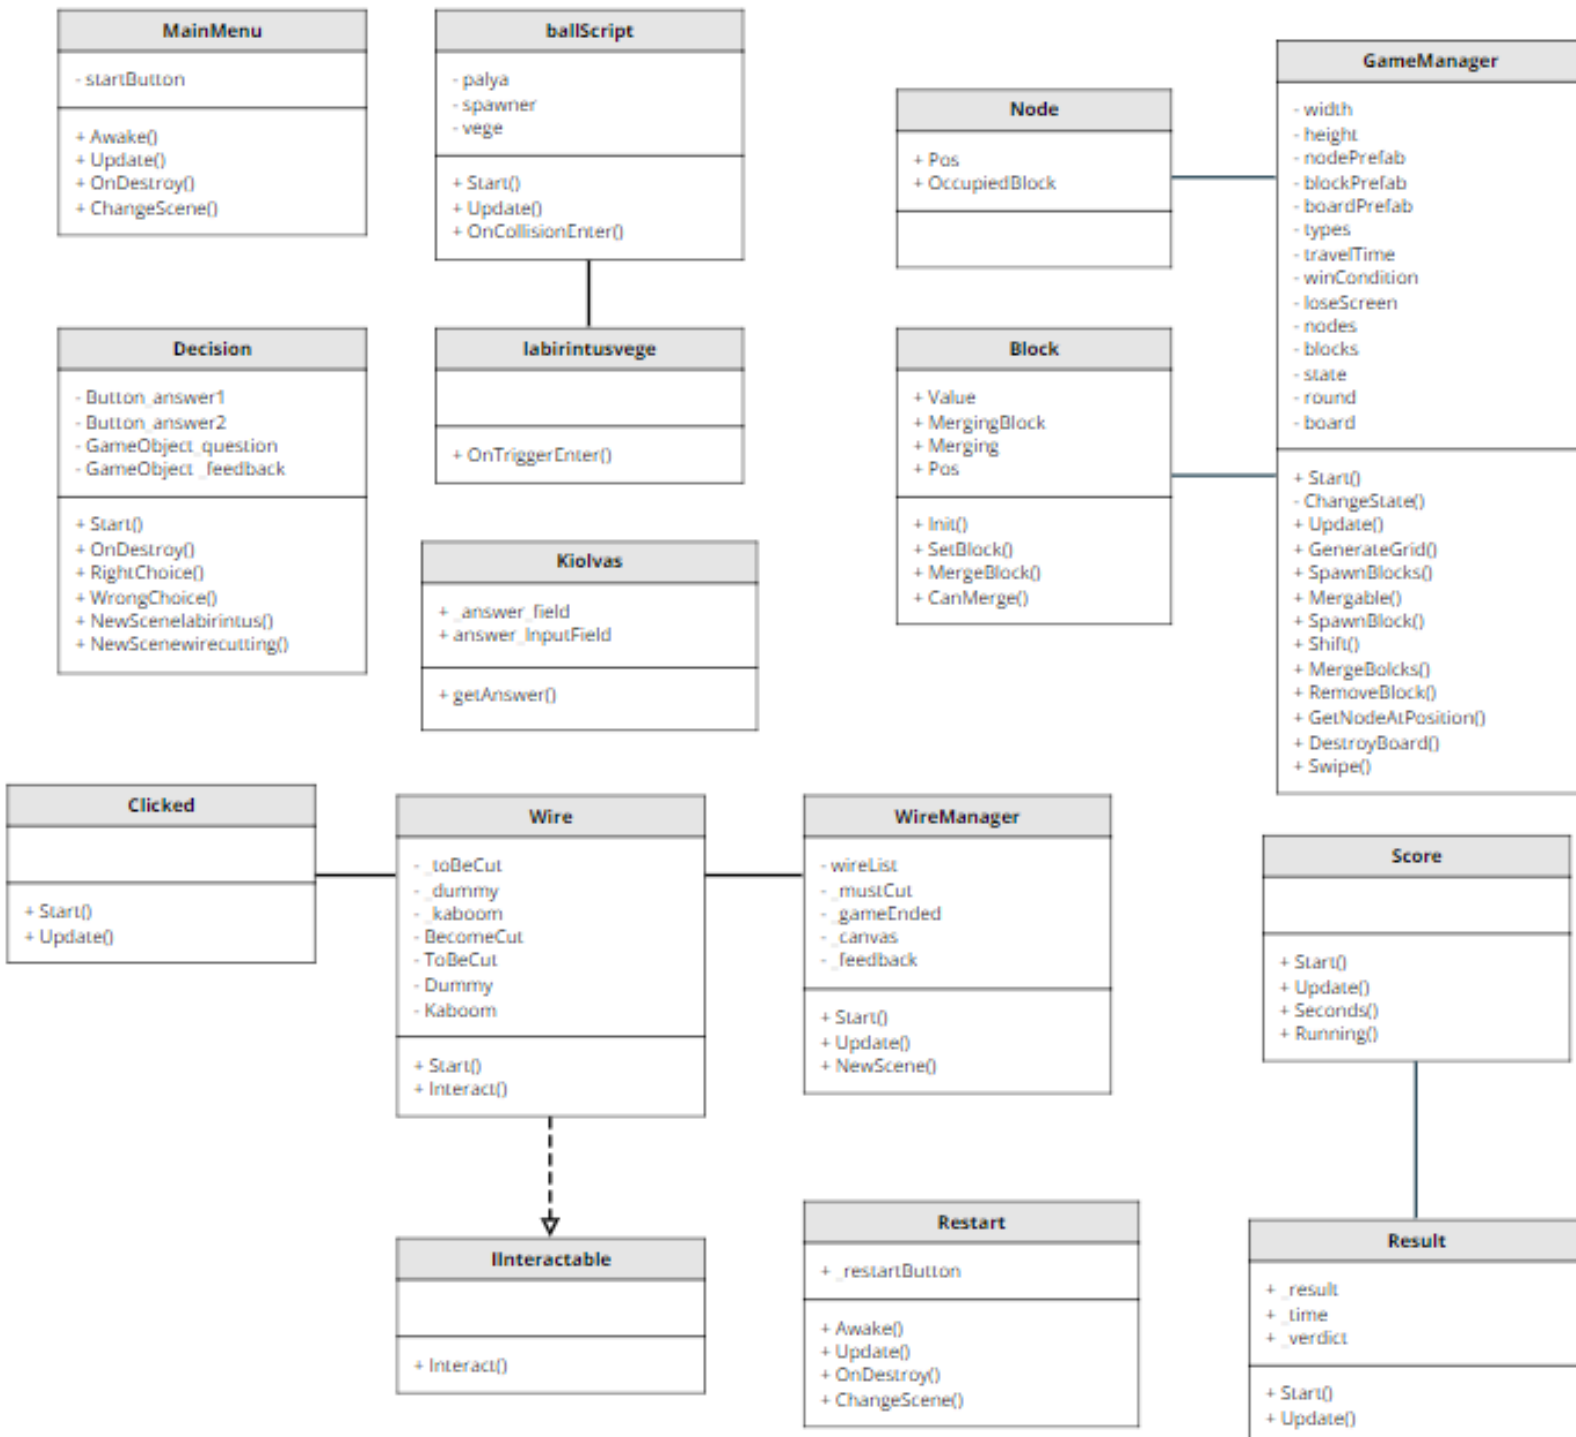 MainMenu
- startButton
+ Awake()
+ Update()
+ OnDestroy()
+ ChangeScene()
ballScript
- palya
- spawner
- vege
+ Start()
+ Update()
+ OnCollisionEnter()
Node
+ Pos
+ OccupiedBlock
GameManager
- width
- height
- nodePrefab
- blockPrefab
- boardPrefab
- types
- travelTime
- winCondition
- loseScreen
- nodes
- blocks
- state
- round
- board
+ Start()
- ChangeState()
+ Update()
+ GenerateGrid()
+ SpawnBlocks()
+ Mergable()
+ SpawnBlock()
+ Shift()
+ MergeBolcks()
+ RemoveBlock()
+ GetNodeAtPosition()
+ DestroyBoard()
+ Swipe()
Decision
- Button_answer1
- Button_answer2
- GameObject_question
- GameObject _feedback
+ Start()
+ OnDestroy()
+ RightChoice()
+ WrongChoice()
+ NewScenelabirintus()
+ NewScenewirecutting()
labirintusvege
+ OnTriggerEnter()
Block
+ Value
+ MergingBlock
+ Merging
+ Pos
+ Init()
+ SetBlock()
+ MergeBlock()
+ CanMerge()
Kiolvas
+ _answer_field
+ answer_InputField
+ getAnswer()
Clicked
+ Start()
+ Update()
Wire
- _toBeCut
- _dummy
- _kaboom
- BecomeCut
- ToBeCut
- Dummy
- Kaboom
+ Start()
+ Interact()
WireManager
- wireList
- _mustCut
- _gameEnded
- _canvas
- _feedback
+ Start()
+ Update()
+ NewScene()
Score
+ Start()
+ Update()
+ Seconds()
+ Running()
IInteractable
+ Interact()
Restart
+ _restartButton
+ Awake()
+ Update()
+ OnDestroy()
+ ChangeScene()
Result
+ _result
+ _time
+ _verdict
+ Start()
+ Update()